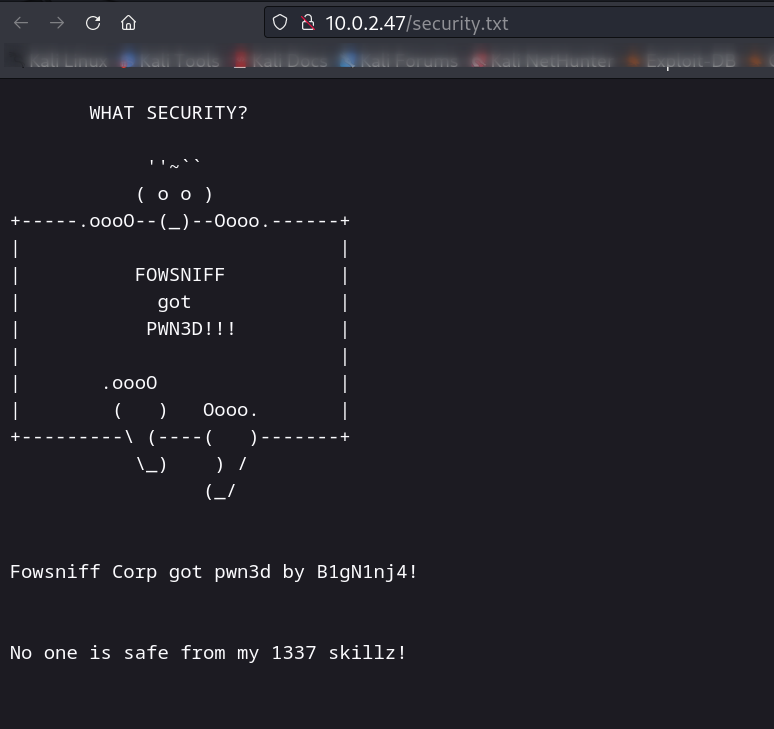 10.0.2.47/security.txt
Kali Linux Kali Tools Kali Docs Kali Forums Kali NetHunter Exploit-DB
       WHAT SECURITY?

            ''~``
           ( o o )
+-----.oooO--(_)--Oooo.------+
|                            |
|          FOWSNIFF          |
|            got             |
|           PWN3D!!!         |
|                            |
|       .oooO                |
|        (   )   Oooo.       |
+---------\ (----(   )-------+
           \_)    ) /
                 (_/

Fowsniff Corp got pwn3d by B1gN1nj4!

No one is safe from my 1337 skillz!